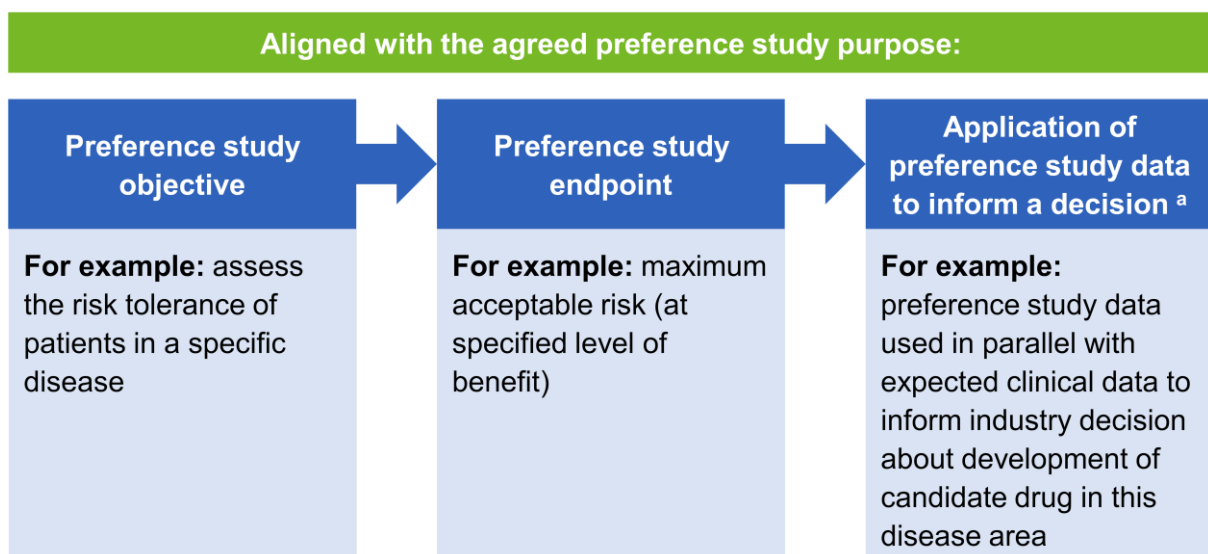 Aligned with the agreed preference study purpose:
Preference study
objective
For example: assess
the risk tolerance of
patients in a specific
disease
Preference study
endpoint
For example: maximum
acceptable risk (at
specified level of
benefit)
Application of
preference study data
to inform a decision a
For example:
preference study data
used in parallel with
expected clinical data to
inform industry decision
about development of
candidate drug in this
disease area